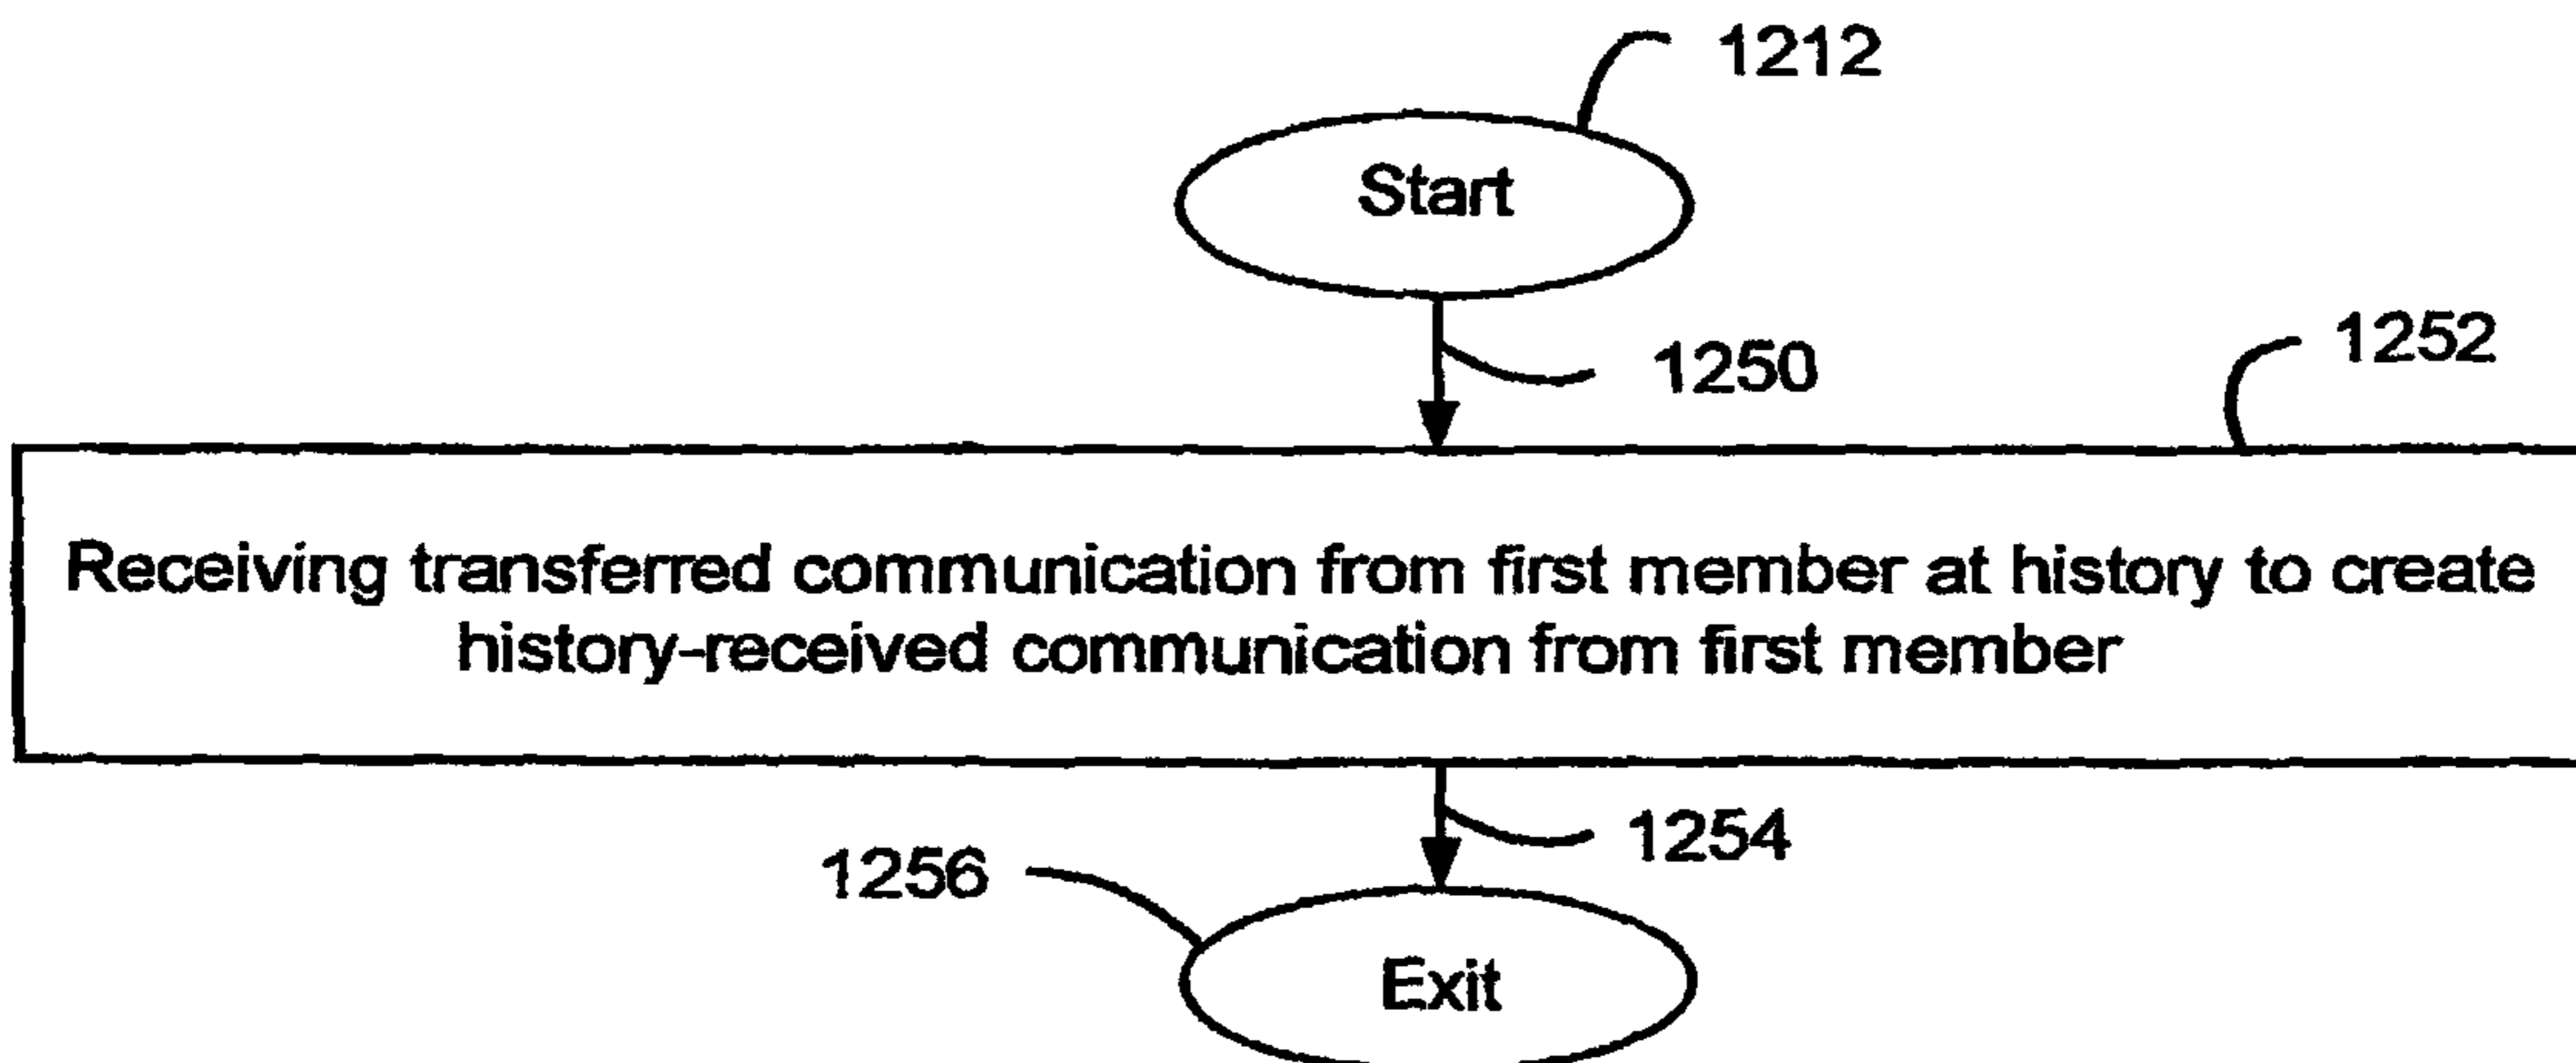 1212
Start
1252
1250
Receiving transferred communication from first member at history to create
history-received communication from first member
1254
1256
Exit